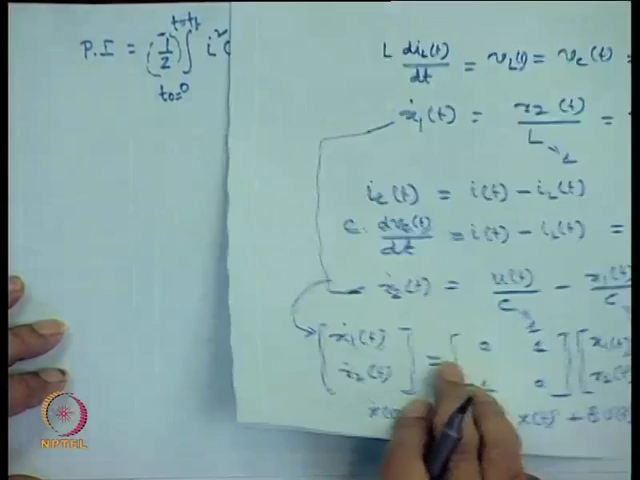 P.I = (1/2) ∫ i²(
t₀=0
L di_L(t)/dt = v_L(t) = v_c(t) =
ẋ₁(t) = x₂(t)/L =
i_c(t) = i(t) - i_L(t)
C. dv_c(t)/dt = i(t) - i_L(t) =
ẋ₂(t) = u(t)/C - x₁(t)/C
[ẋ₁(t) ẋ₂(t)] = [0 1 1 0] [x₁(t) x₂(t)
ẋ( x(t) +
NPTEL